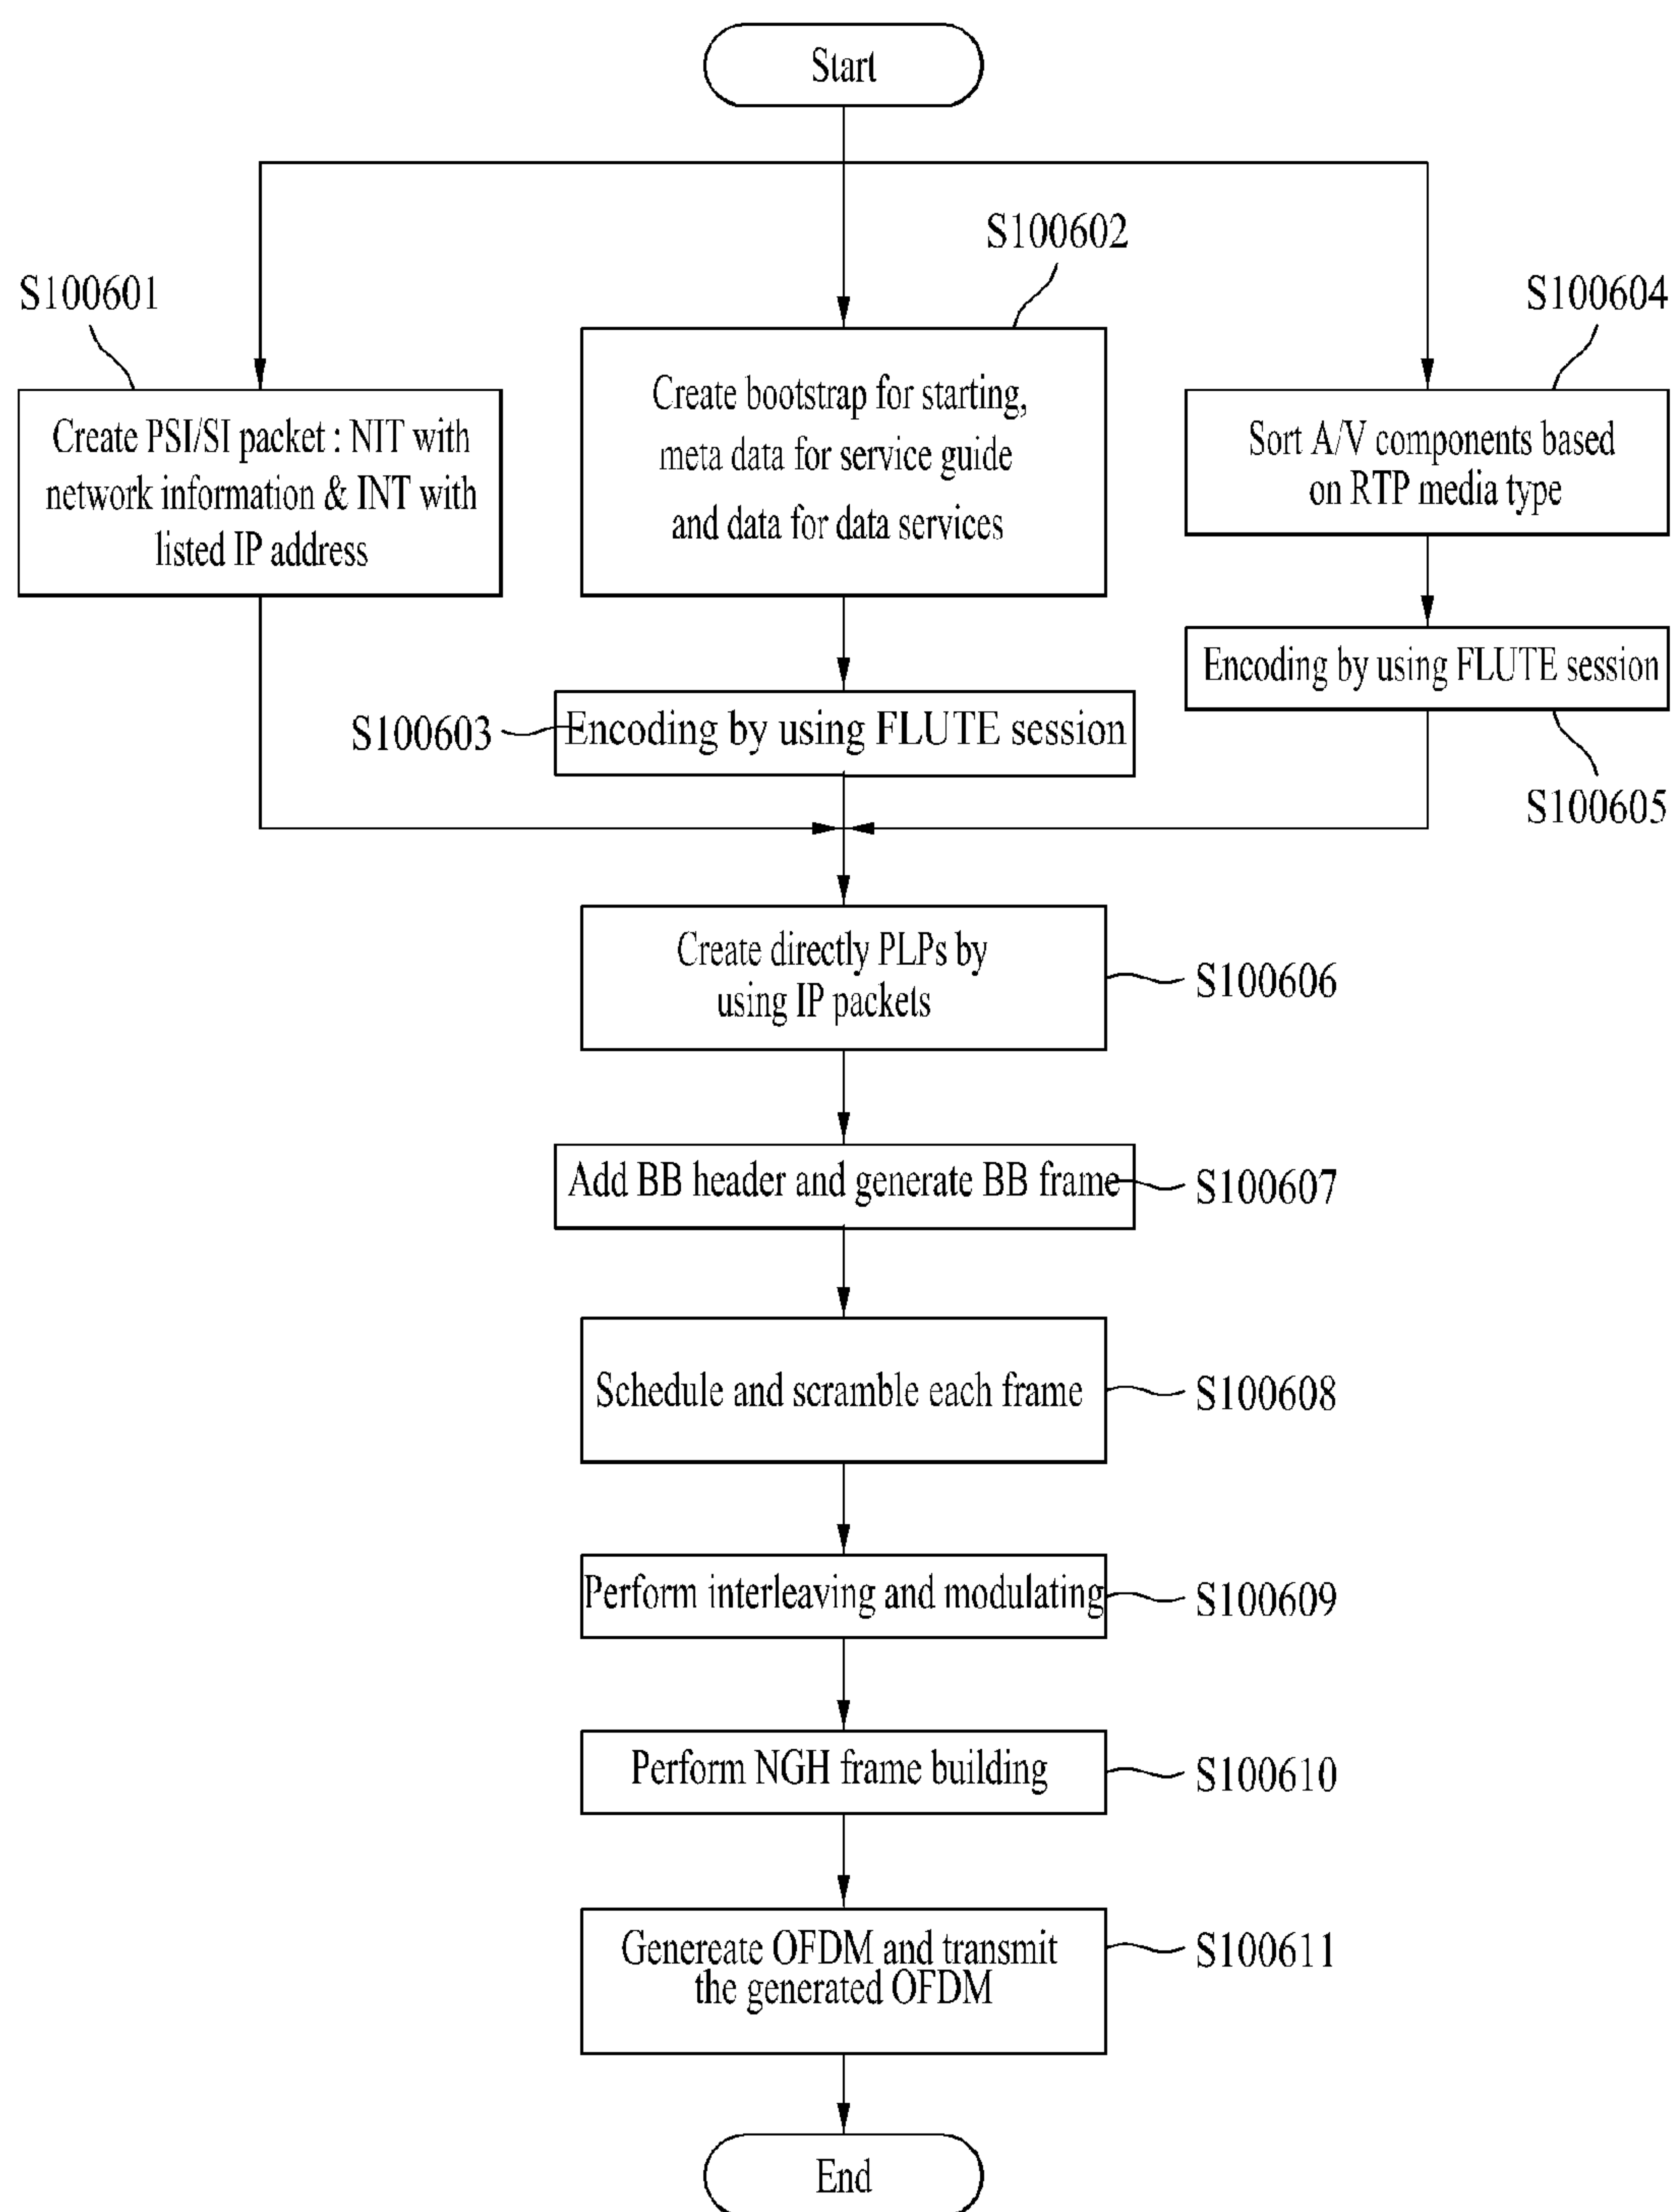 Start
S100602
S100601
S100604
Create PSI/SI packet : NIT with
network information & INT with
listed IP address
Create bootstrap for starting,
meta data for service guide
and data for data services
Sort A/V components based
on RTP media type
Encoding by using FLUTE session
S100603
Encoding by using FLUTE session
S100605
Create directly PLPs by
using IP packets
S100606
Add BB header and generate BB frame
S100607
Schedule and scramble each frame
S100608
Perform interleaving and modulating
S100609
Perform NGH frame building
S100610
Genereate OFDM and transmit
the generated OFDM
S100611
End